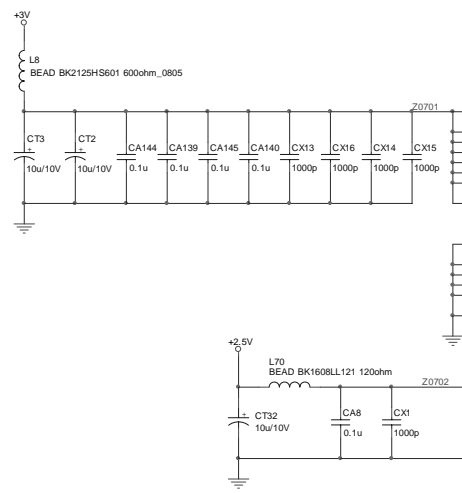 +3V
L8
BEAD BK2125HS601 600ohm_0805
Z0701
CT3
CT2
CA144
CA139
CA145
CA140
CX13
CX16
CX14
CX15
+
+
10u/10V
10u/10V
0.1u
0.1u
0.1u
0.1u
1000p
1000p
1000p
1000p
+2.5V
L70
BEAD BK1608LL121 120ohm
Z0702
+
CT32
10u/10V
CA8
0.1u
CX1
1000p